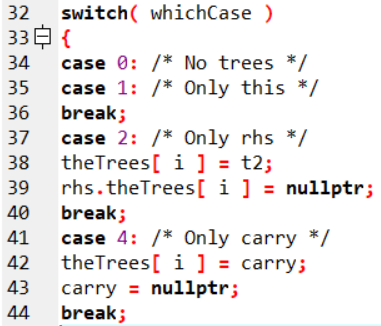 32 switch( whichCase )
33 {
34 case 0: /* No trees */
35 case 1: /* Only this */
36 break;
37 case 2: /* Only rhs */
38 theTrees[ i ] = t2;
39 rhs.theTrees[ i ] = nullptr;
40 break;
41 case 4: /* Only carry */
42 theTrees[ i ] = carry;
43 carry = nullptr;
44 break;